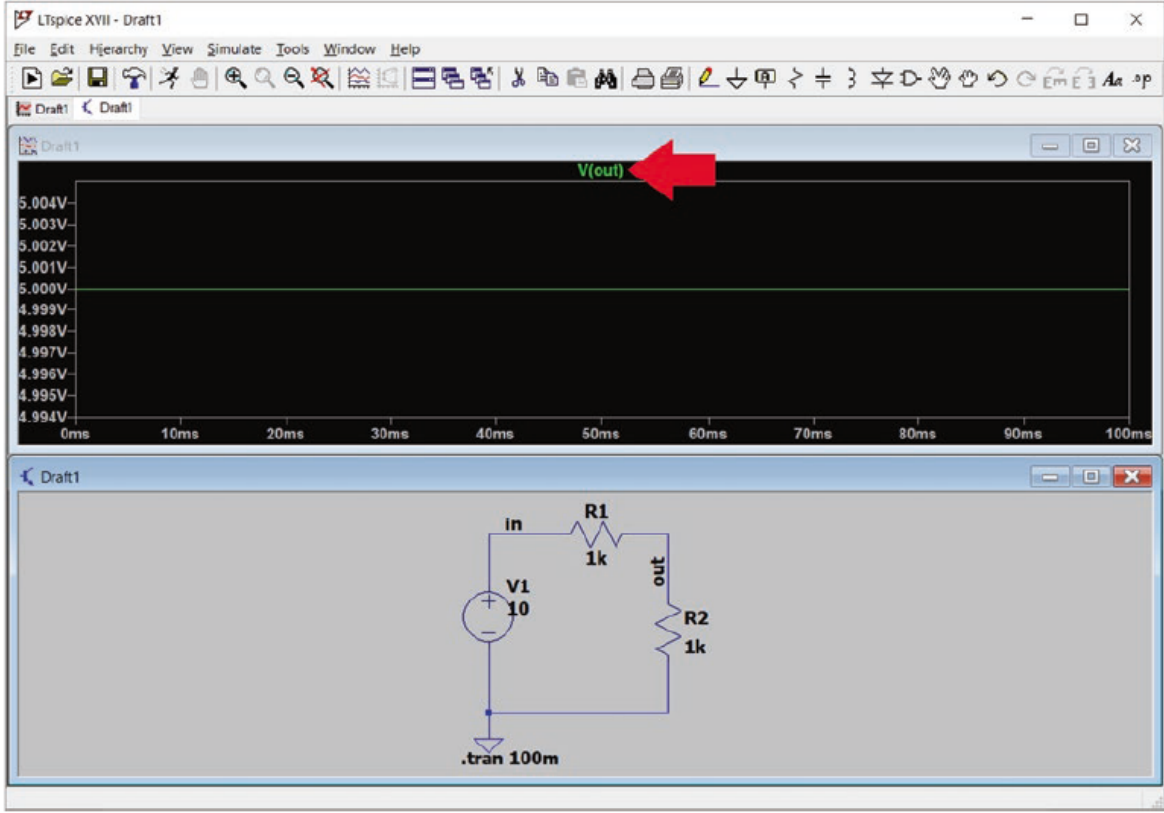 LTspice XVII - Draft1
File Edit Hierarchy View Simulate Tools Window Help
Aa .op
Draft1 Draft1
Draft1
V(out)
5.004V
5.003V
5.002V
5.001V
5.000V
4.999V
4.998V
4.997V
4.996V
4.995V
4.994V
0ms 10ms 20ms 30ms 40ms 50ms 60ms 70ms 80ms 90ms 100ms
Draft1
in
R1
1k
out
V1
10
R2
1k
.tran 100m